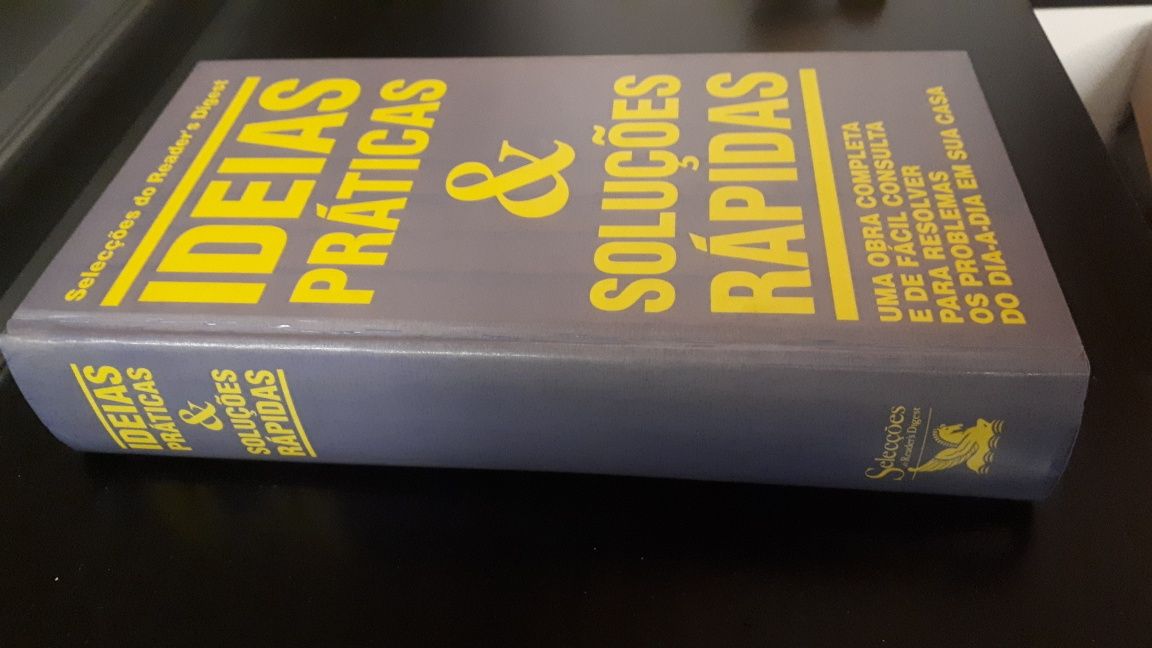 Selecções do Reader's Digest
IDEIAS
PRÁTICAS
&
SOLUÇÕES
RÁPIDAS
UMA OBRA COMPLETA
E DE FÁCIL CONSULTA
PARA RESOLVER
OS PROBLEMAS
DO DIA-A-DIA EM SUA CASA
IDEIAS
PRÁTICAS
&
SOLUÇÕES
RÁPIDAS
Selecções
do Reader's Digest